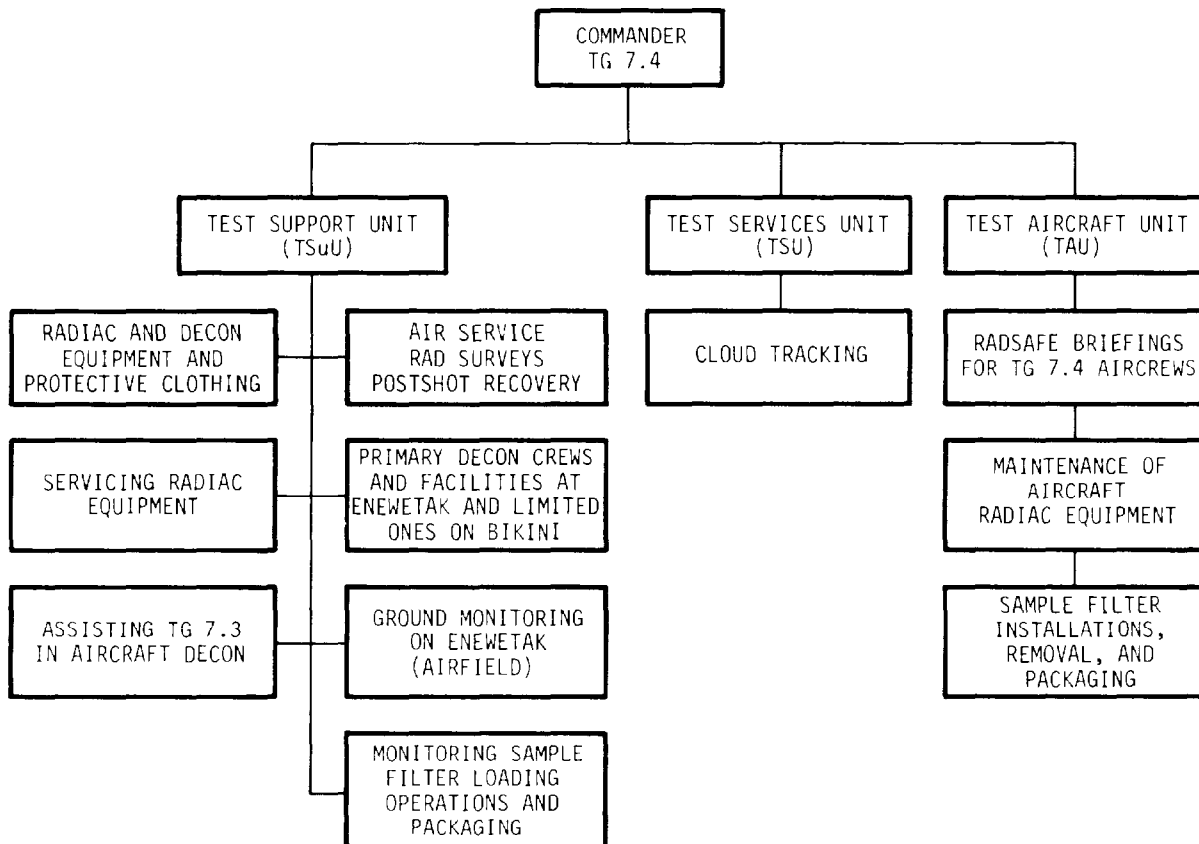 COMMANDER
TG 7.4
TEST SUPPORT UNIT
(TSuU)
TEST SERVICES UNIT
(TSU)
TEST AIRCRAFT UNIT
(TAU)
RADIAC AND DECON
EQUIPMENT AND
PROTECTIVE CLOTHING
AIR SERVICE
RAD SURVEYS
POSTSHOT RECOVERY
CLOUD TRACKING
RADSAFE BRIEFINGS
FOR TG 7.4 AIRCREWS
SERVICING RADIAC
EQUIPMENT
PRIMARY DECON CREWS
AND FACILITIES AT
ENEWETAK AND LIMITED
ONES ON BIKINI
MAINTENANCE OF
AIRCRAFT
RADIAC EQUIPMENT
ASSISTING TG 7.3
IN AIRCRAFT DECON
GROUND MONITORING
ON ENEWETAK
(AIRFIELD)
SAMPLE FILTER
INSTALLATIONS,
REMOVAL, AND
PACKAGING
MONITORING SAMPLE
FILTER LOADING
OPERATIONS AND
PACKAGING